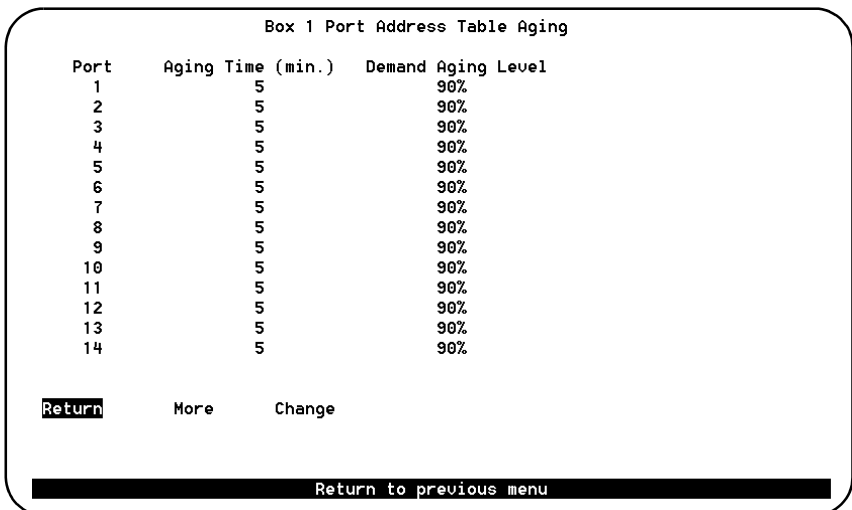 Box 1 Port Address Table Aging
Port Aging Time (min.) Demand Aging Level
1 5 90%
2 5 90%
3 5 90%
4 5 90%
5 5 90%
6 5 90%
7 5 90%
8 5 90%
9 5 90%
10 5 90%
11 5 90%
12 5 90%
13 5 90%
14 5 90%
Return More Change
Return to previous menu